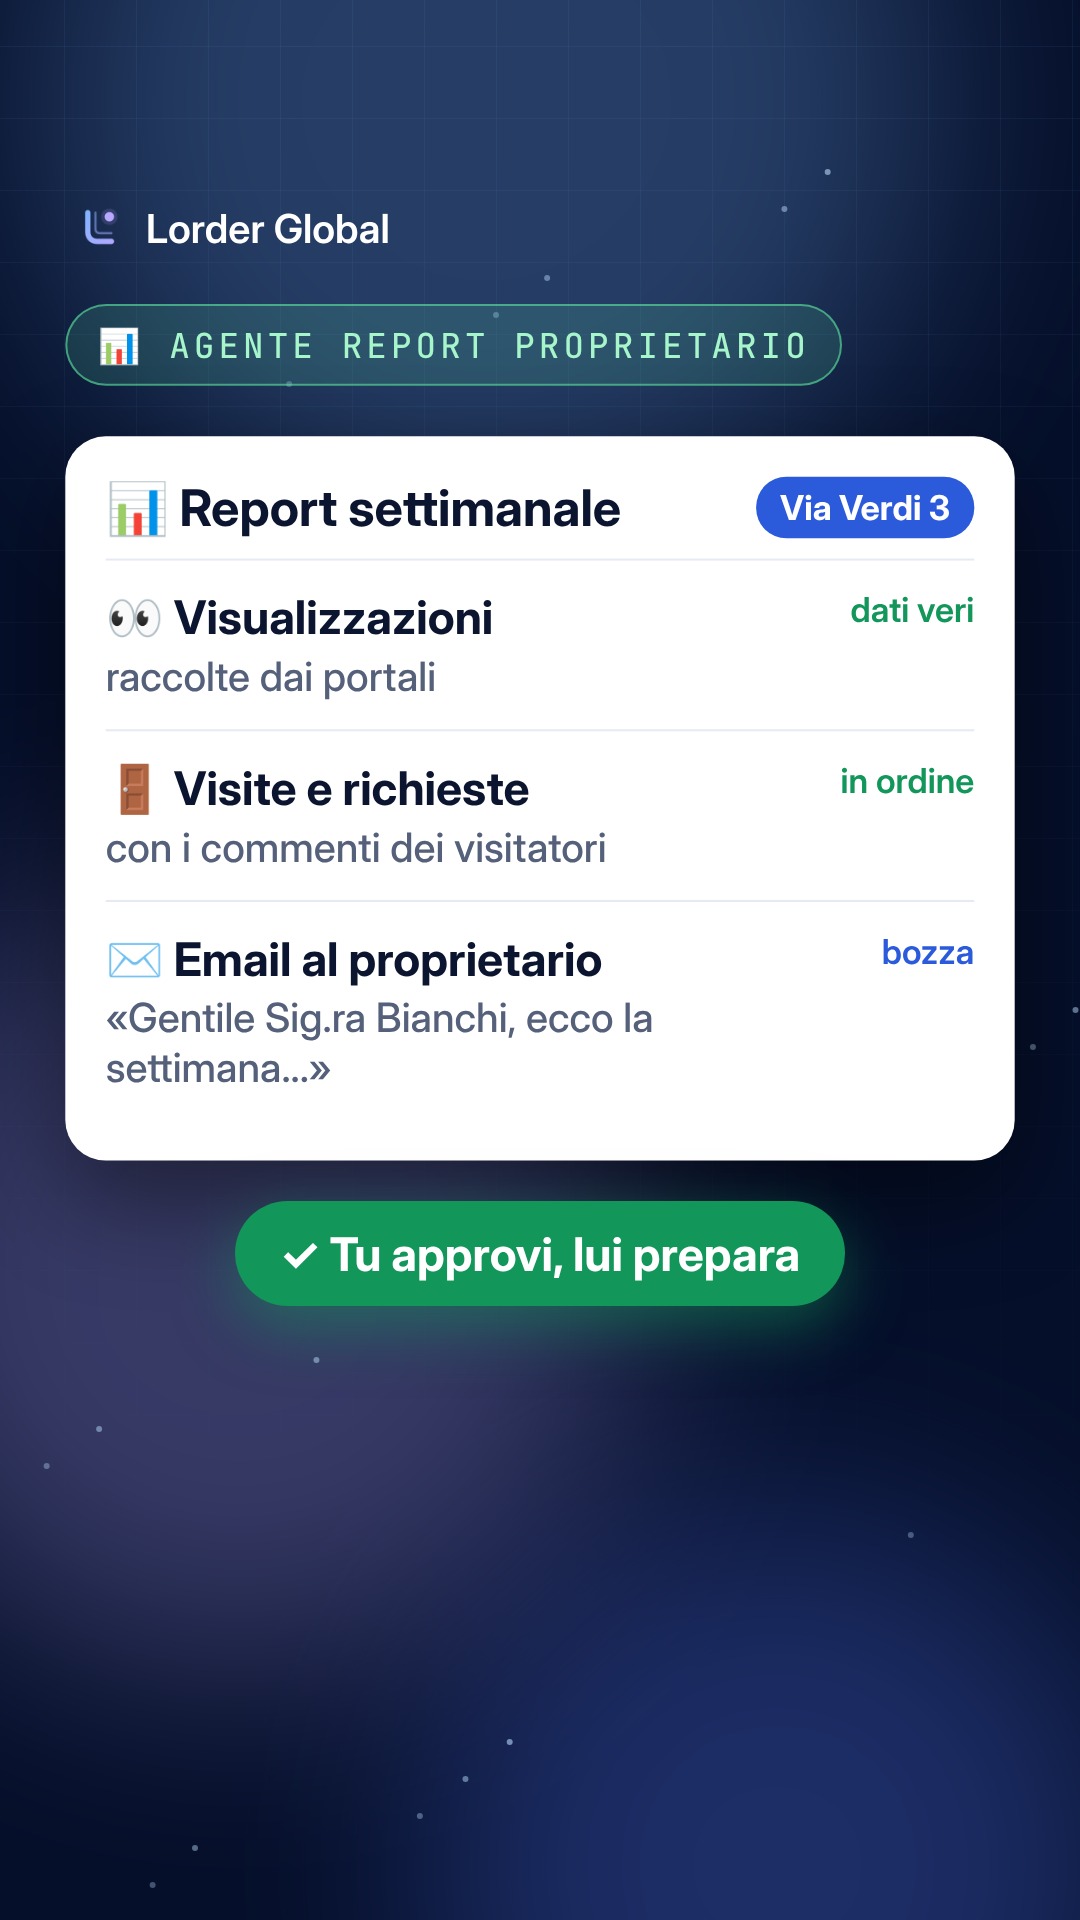 Lorder Global
📊 AGENTE REPORT PROPRIETARIO
📊 Report settimanale
Via Verdi 3
👀 Visualizzazioni
dati veri
raccolte dai portali
🚪 Visite e richieste
in ordine
con i commenti dei visitatori
✉️ Email al proprietario
bozza
«Gentile Sig.ra Bianchi, ecco la
settimana...»
✓ Tu approvi, lui prepara